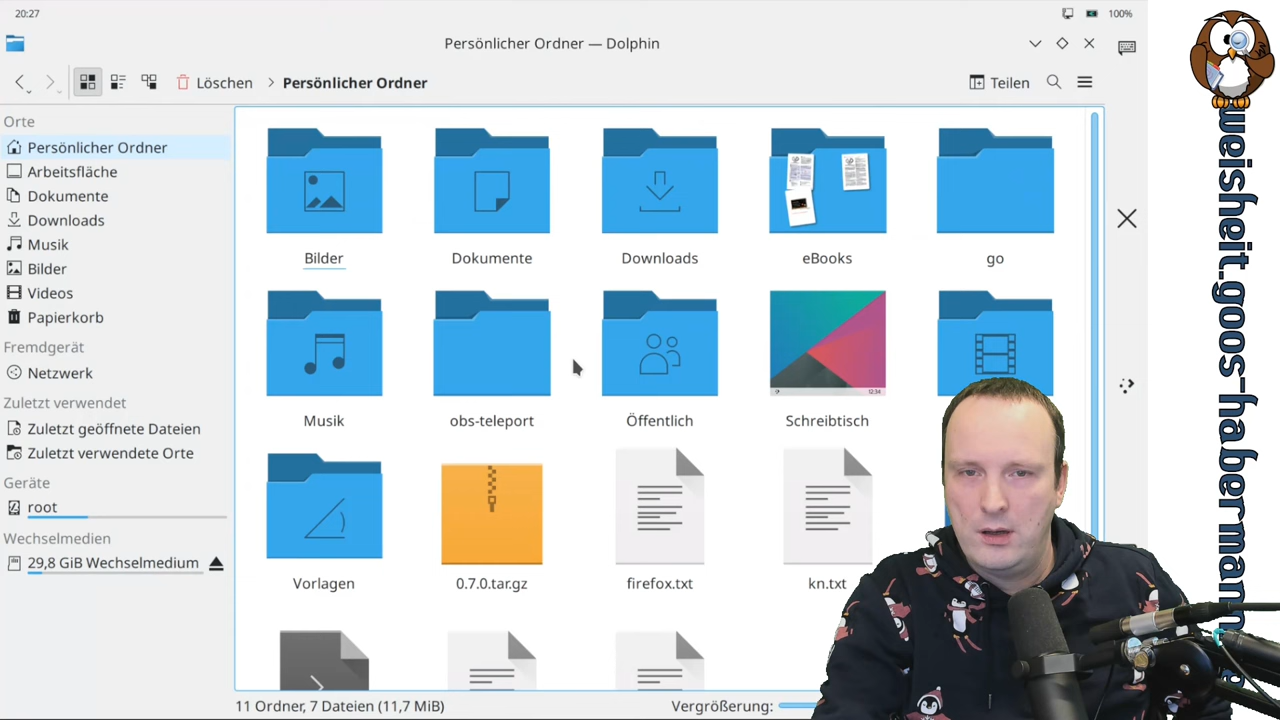 20:27
100%
Persönlicher Ordner — Dolphin
Löschen
Persönlicher Ordner
Teilen
Orte
Persönlicher Ordner
Arbeitsfläche
Dokumente
Downloads
Musik
Bilder
Videos
Papierkorb
Fremdgerät
Netzwerk
Zuletzt verwendet
Zuletzt geöffnete Dateien
Zuletzt verwendete Orte
Geräte
root
Wechselmedien
29,8 GiB Wechselmedium
Bilder
Dokumente
Downloads
eBooks
go
Musik
obs-teleport
Öffentlich
12:34
Schreibtisch
Vorlagen
0.7.0.tar.gz
firefox.txt
kn.txt
11 Ordner, 7 Dateien (11,7 MiB)
Vergrößerung: